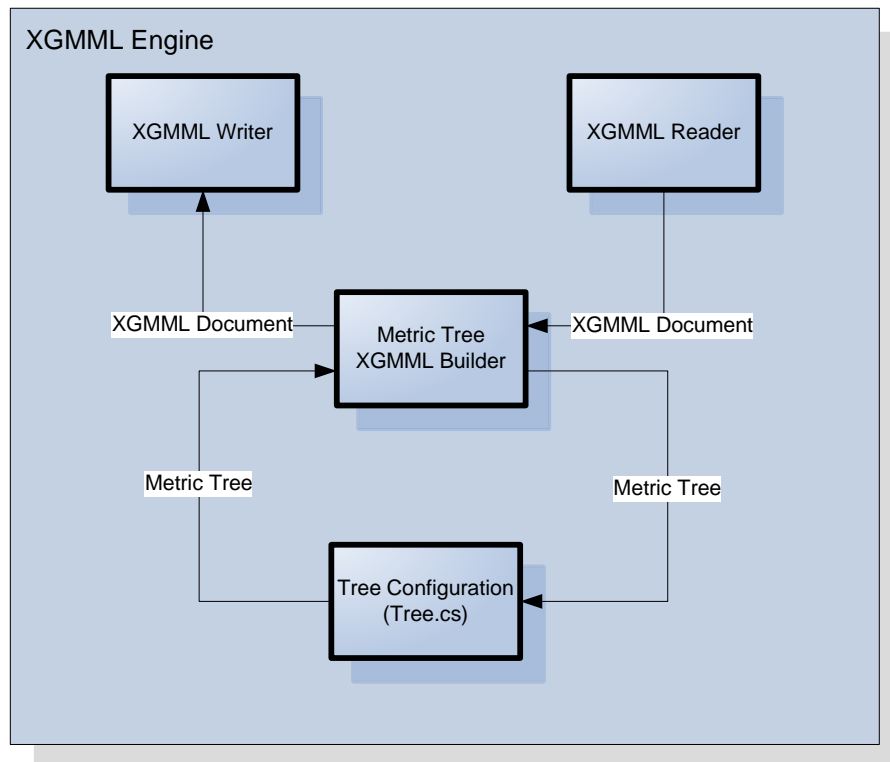 XGMML Engine
XGMML Writer
XGMML Reader
XGMML Document
Metric Tree
XGMML Builder
XGMML Document
Metric Tree
Metric Tree
Tree Configuration
(Tree.cs)